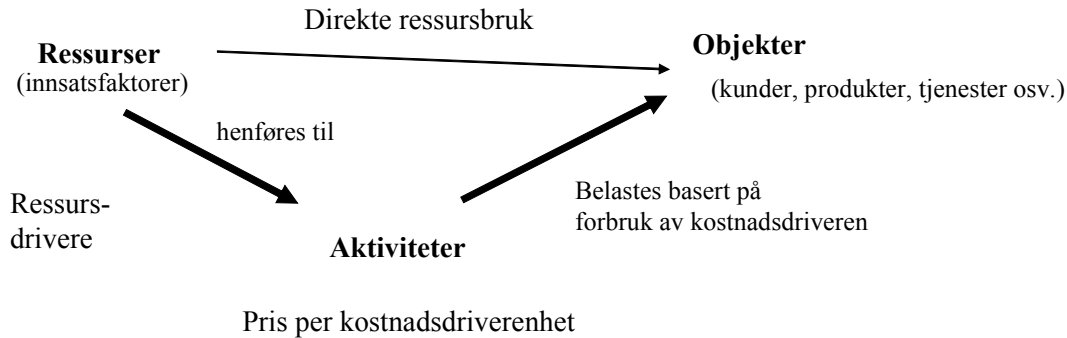 Direkte ressursbruk
Ressurser
(innsatsfaktorer)
Objekter
(kunder, produkter, tjenester osv.)
henføres til
Ressurs-
drivere
Belastes basert på
forbruk av kostnadsdriveren
Aktiviteter
Pris per kostnadsdriverenhet